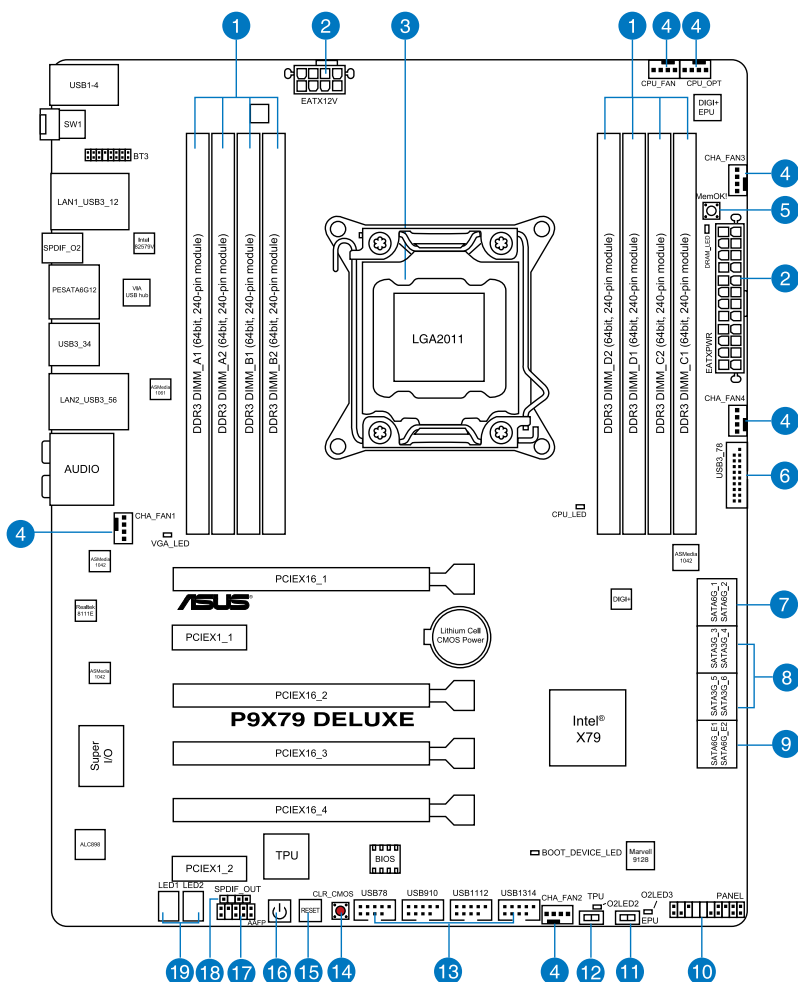 1
2
3
1
4
4
USB1-4
EATX12V
CPU_FAN
CPU_OPT
DIGI+
EPU
SW1
BT3
CHA_FAN3
4
LAN1_USB3_12
MemOK!
5
DRAM_LED
SPDIF_O2
Intel
82579V
2
PESATA6G12
VIA
USB hub
DDR3 DIMM_A1 (64bit, 240-pin module)
DDR3 DIMM_A2 (64bit, 240-pin module)
DDR3 DIMM_B1 (64bit, 240-pin module)
DDR3 DIMM_B2 (64bit, 240-pin module)
LGA2011
DDR3 DIMM_D2 (64bit, 240-pin module)
DDR3 DIMM_D1 (64bit, 240-pin module)
DDR3 DIMM_C2 (64bit, 240-pin module)
DDR3 DIMM_C1 (64bit, 240-pin module)
EATXPWR
USB3_34
LAN2_USB3_56
ASMedia
1061
CHA_FAN4
4
AUDIO
USB3_78
6
CHA_FAN1
4
VGA_LED
CPU_LED
ASMedia
1042
ASMedia
1042
PCIEX16_1
ASUS®
DIGI+
SATA6G_1
SATA6G_2
7
Realtek
8111E
PCIEX1_1
Lithium Cell
CMOS Power
SATA3G_3
SATA3G_4
8
ASMedia
1042
PCIEX16_2
SATA3G_5
SATA3G_6
P9X79 DELUXE
Intel®
X79
SATA6G_E1
SATA6G_E2
9
Super
I/O
PCIEX16_3
PCIEX16_4
ALC898
TPU
BIOS
BOOT_DEVICE_LED
Marvell
9128
PCIEX1_2
LED1
LED2
SPDIF_OUT
AAFP
RESET
CLR_CMOS
USB78
USB910
USB1112
USB1314
CHA_FAN2
TPU
O2LED2
O2LED3
EPU
PANEL
19
18
17
16
15
14
13
4
12
11
10